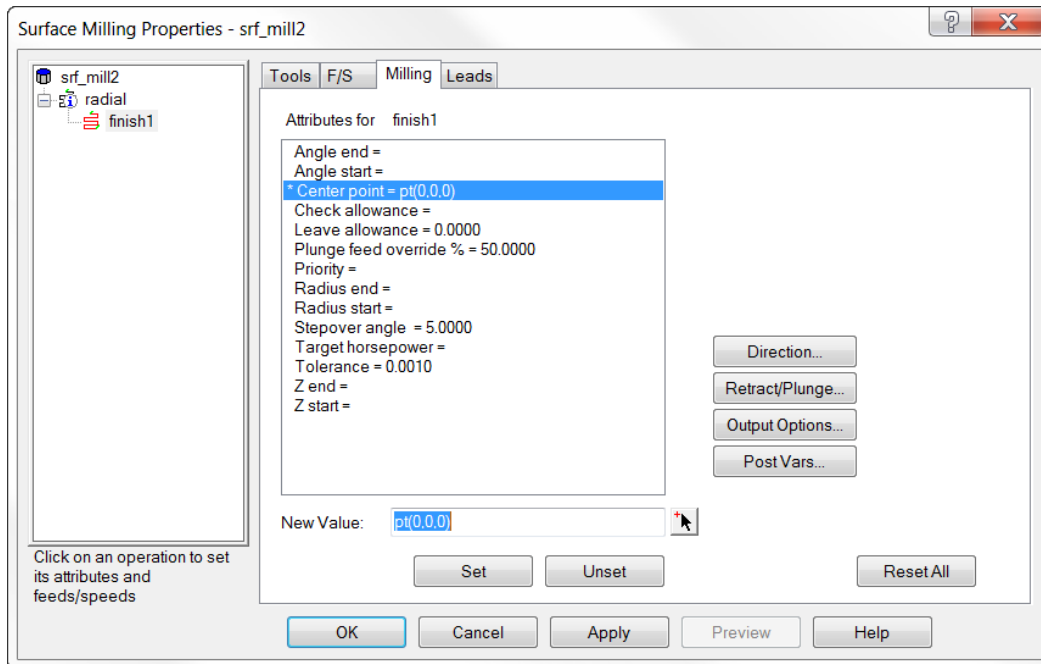 Surface Milling Properties - srf_mill2
srf_mill2
radial
finish1
Click on an operation to set
its attributes and
feeds/speeds
Tools F/S Milling Leads
Attributes for finish1
Angle end =
Angle start =
* Center point = pt(0,0,0)
Check allowance =
Leave allowance = 0.0000
Plunge feed override % = 50.0000
Priority =
Radius end =
Radius start =
Stepover angle = 5.0000
Target horsepower =
Tolerance = 0.0010
Z end =
Z start =
Direction...
Retract/Plunge...
Output Options...
Post Vars...
New Value: pt(0,0,0)
Set Unset Reset All
OK Cancel Apply Preview Help